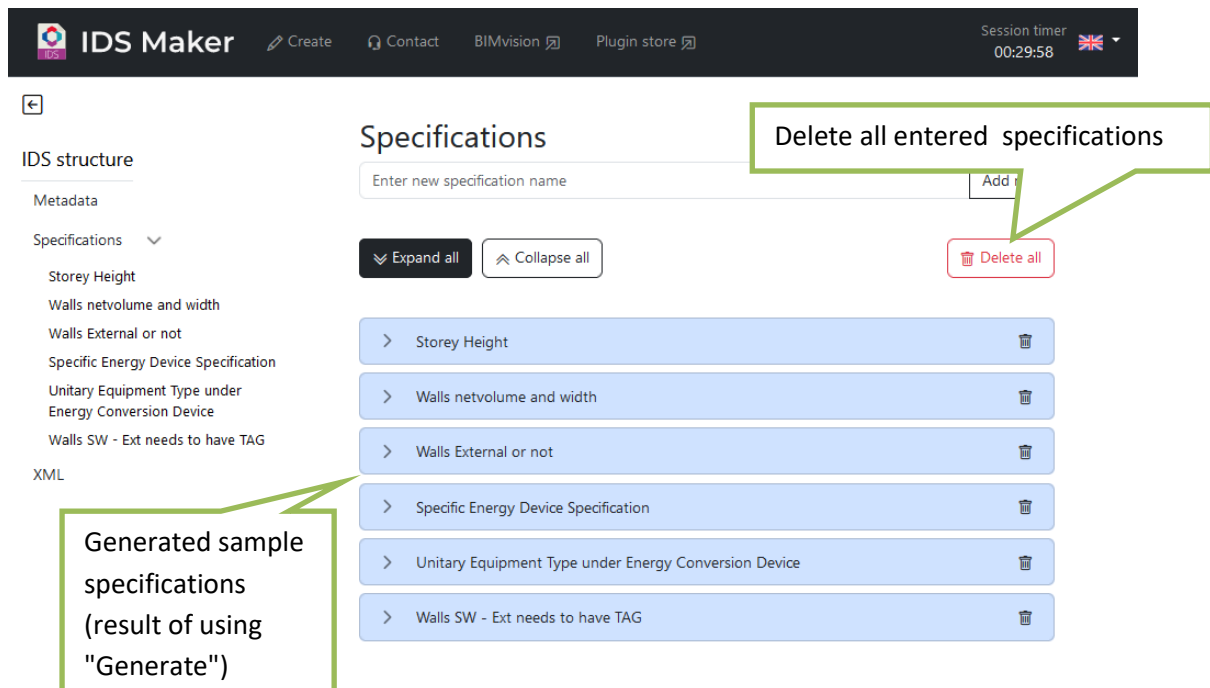 IDS
IDS Maker
Create
Contact
BIMvision
Plugin store
Session timer
00:29:58
IDS structure
Metadata
Specifications
Storey Height
Walls netvolume and width
Walls External or not
Specific Energy Device Specification
Unitary Equipment Type under
Energy Conversion Device
Walls SW - Ext needs to have TAG
XML
Specifications
Enter new specification name
Add
Delete all entered specifications
Expand all
Collapse all
Delete all
Storey Height
Walls netvolume and width
Walls External or not
Specific Energy Device Specification
Unitary Equipment Type under Energy Conversion Device
Walls SW - Ext needs to have TAG
Generated sample
specifications
(result of using
"Generate")